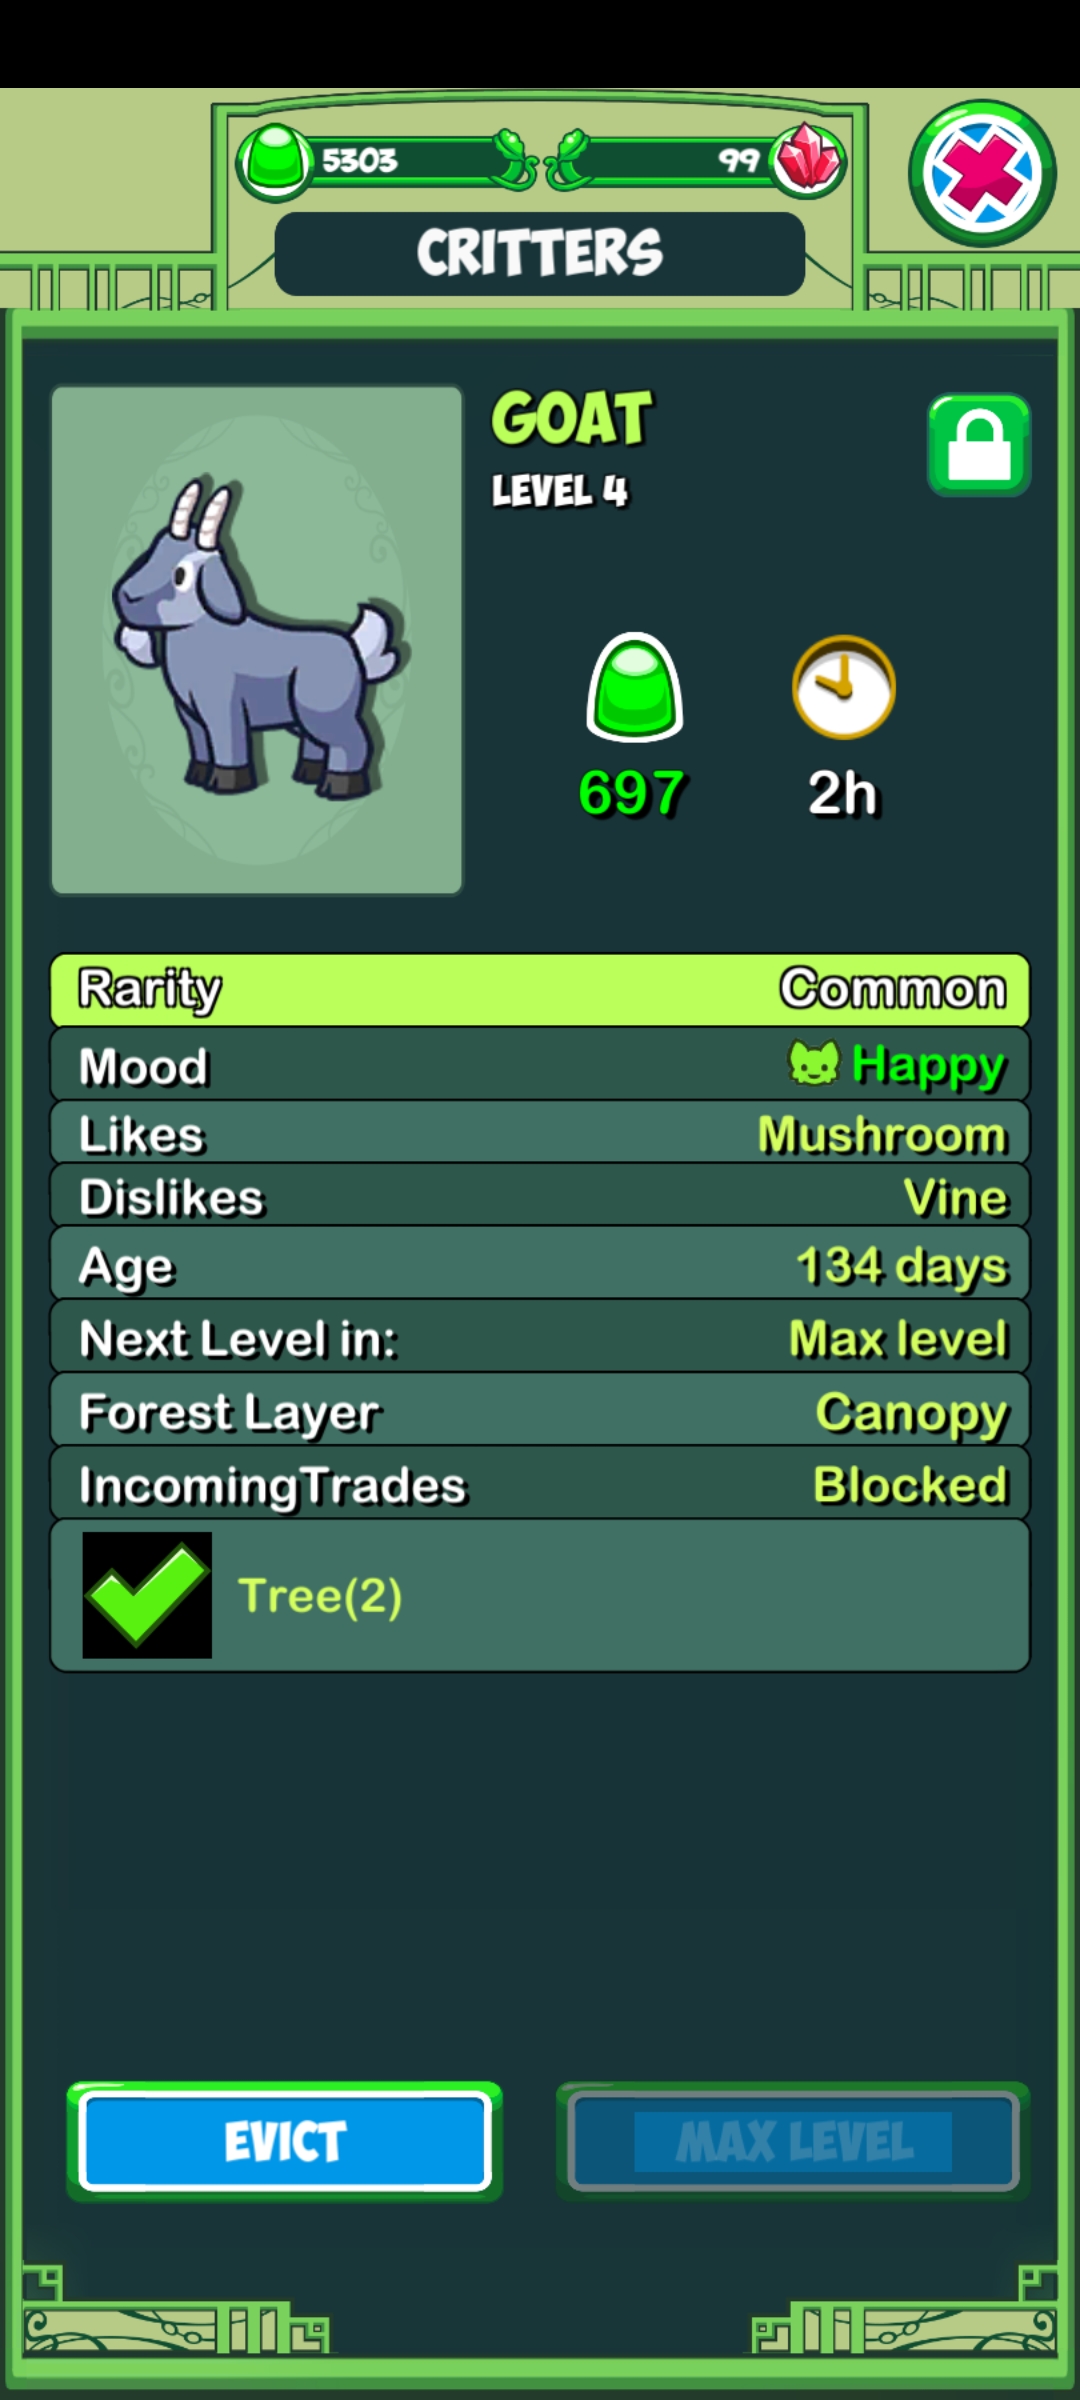 5303
99
CRITTERS
GOAT
LEVEL 4
697
2h
Rarity Common
Mood Happy
Likes Mushroom
Dislikes Vine
Age 134 days
Next Level in: Max level
Forest Layer Canopy
IncomingTrades Blocked
Tree(2)
EVICT
MAX LEVEL